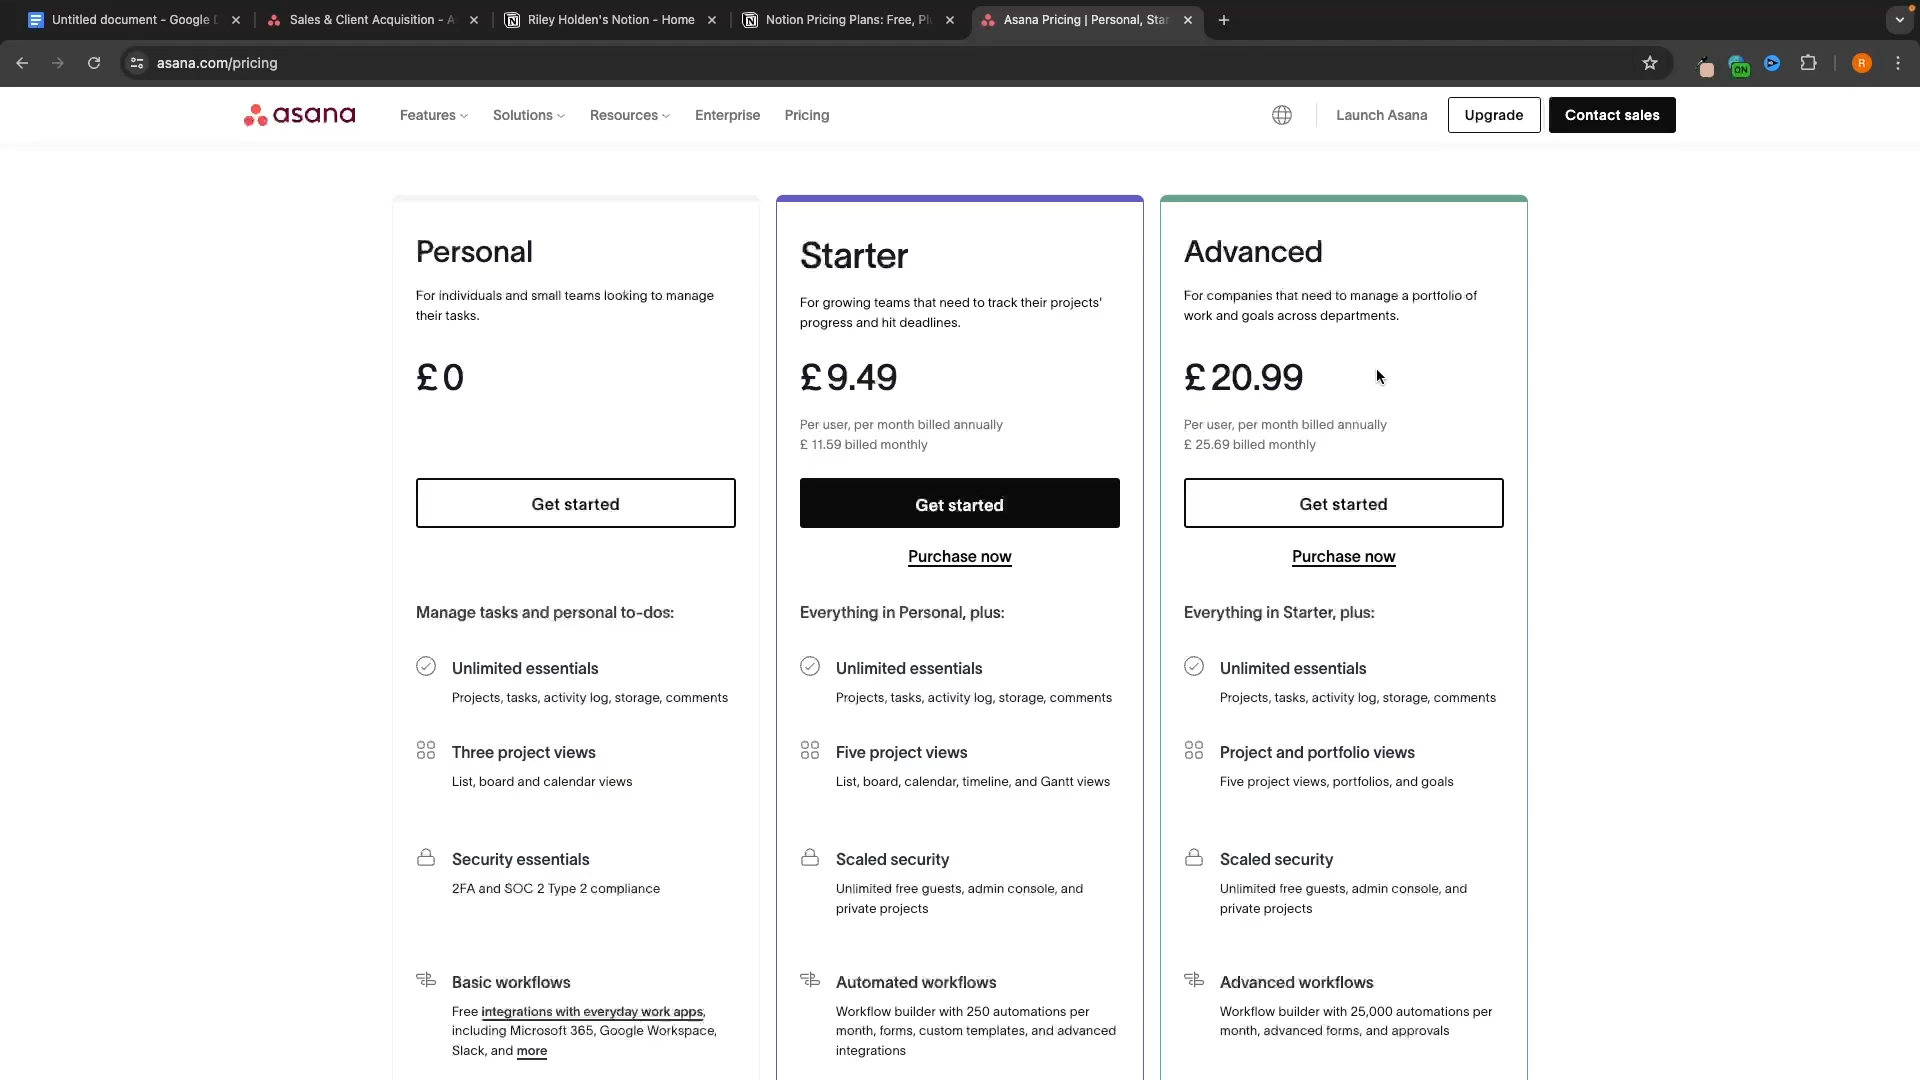 Untitled document - Google D
Sales & Client Acquisition - A
Riley Holden's Notion - Home
Notion Pricing Plans: Free, Pl
Asana Pricing | Personal, Star
asana.com/pricing
ON
R
asana
Features
Solutions
Resources
Enterprise
Pricing
Launch Asana
Upgrade
Contact sales
Personal
For individuals and small teams looking to manage
their tasks.
£0
Get started
Manage tasks and personal to-dos:
Unlimited essentials
Projects, tasks, activity log, storage, comments
Three project views
List, board and calendar views
Security essentials
2FA and SOC 2 Type 2 compliance
Basic workflows
Free integrations with everyday work apps,
including Microsoft 365, Google Workspace,
Slack, and more
Starter
For growing teams that need to track their projects'
progress and hit deadlines.
£9.49
Per user, per month billed annually
£ 11.59 billed monthly
Get started
Purchase now
Everything in Personal, plus:
Unlimited essentials
Projects, tasks, activity log, storage, comments
Five project views
List, board, calendar, timeline, and Gantt views
Scaled security
Unlimited free guests, admin console, and
private projects
Automated workflows
Workflow builder with 250 automations per
month, forms, custom templates, and advanced
integrations
Advanced
For companies that need to manage a portfolio of
work and goals across departments.
£20.99
Per user, per month billed annually
£ 25.69 billed monthly
Get started
Purchase now
Everything in Starter, plus:
Unlimited essentials
Projects, tasks, activity log, storage, comments
Project and portfolio views
Five project views, portfolios, and goals
Scaled security
Unlimited free guests, admin console, and
private projects
Advanced workflows
Workflow builder with 25,000 automations per
month, advanced forms, and approvals